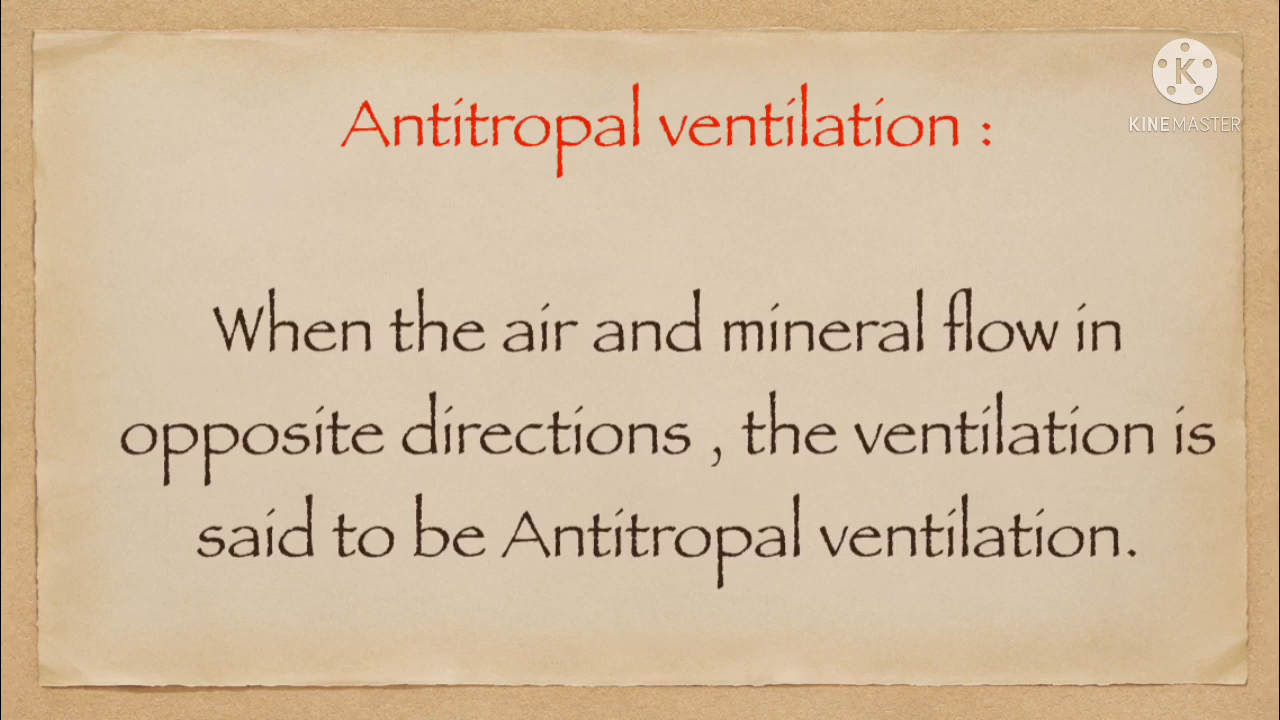 Antitropal ventilation :
K
KINEMASTER
When the air and mineral flow in
opposite directions , the ventilation is
said to be Antitropal ventilation.